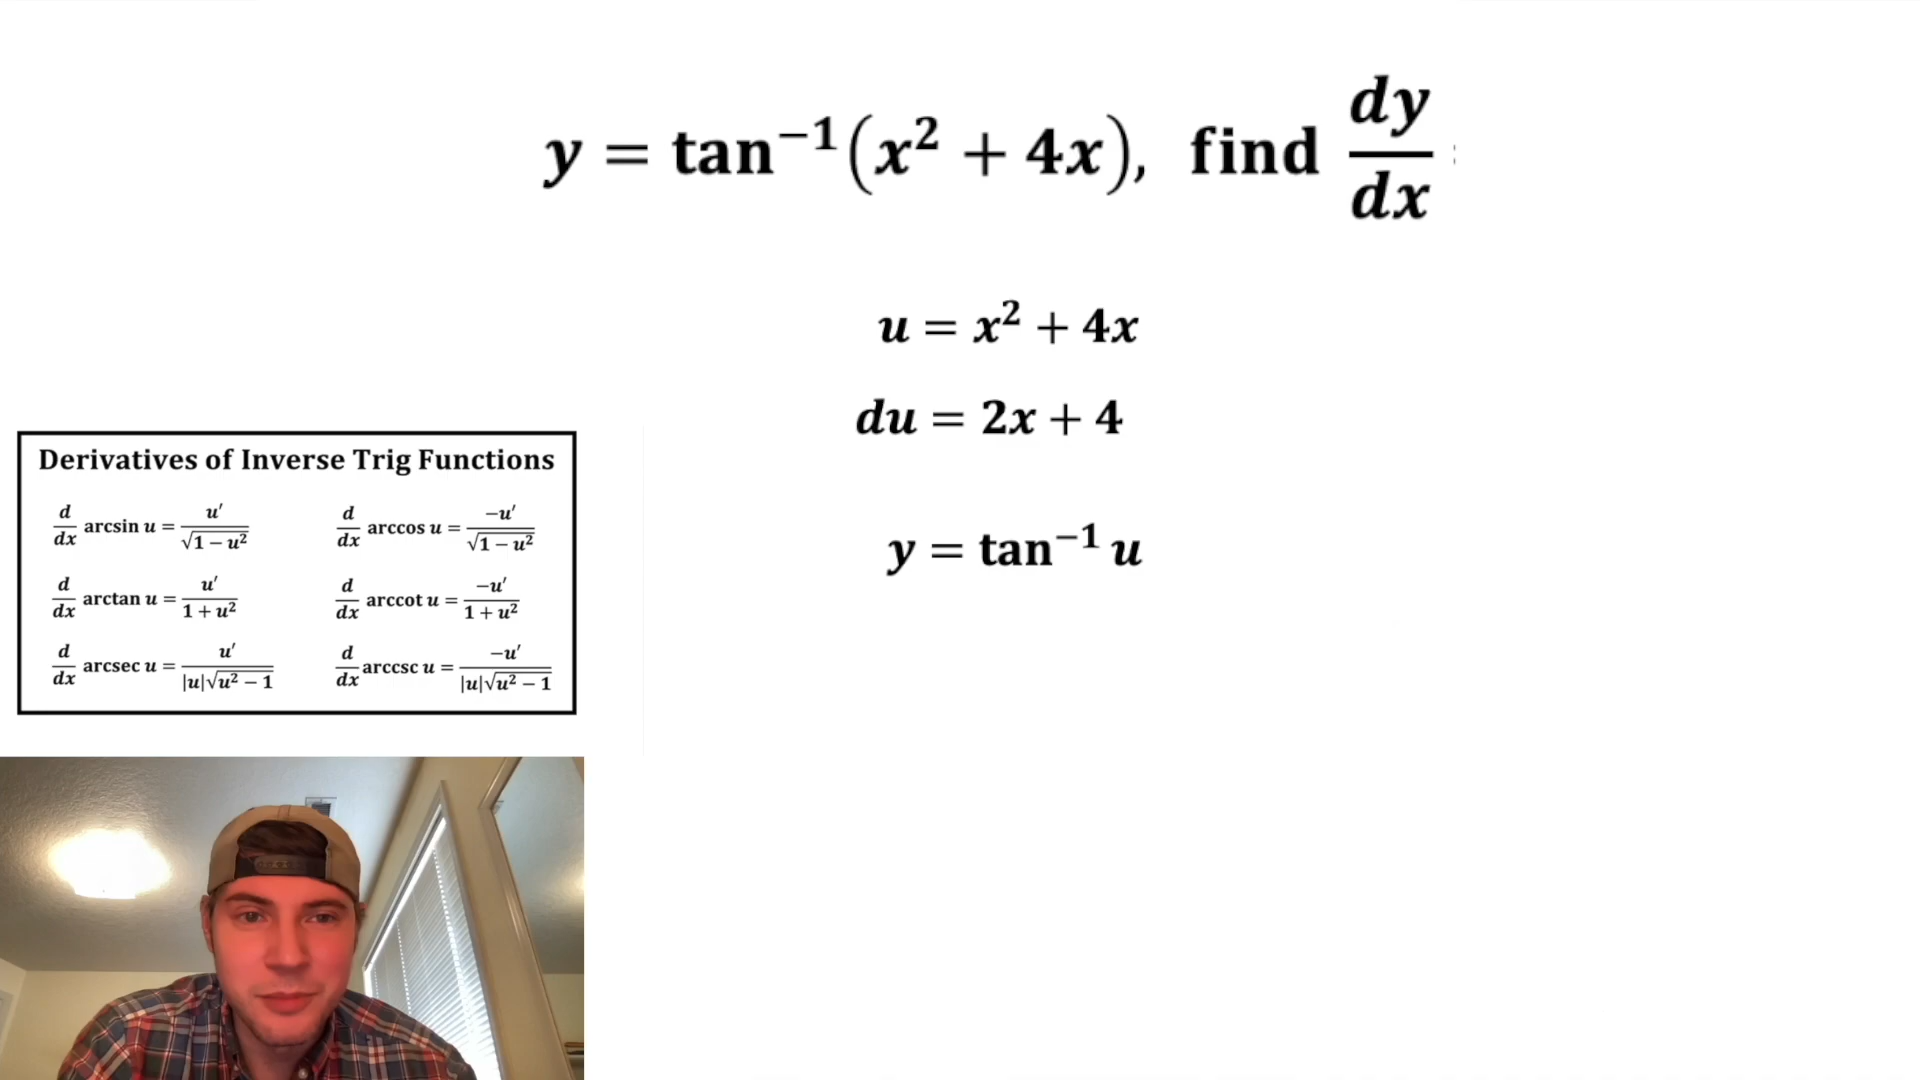 y = tan⁻¹(x² + 4x), find dy/dx
u = x² + 4x
du = 2x + 4
y = tan⁻¹ u
Derivatives of Inverse Trig Functions
d/dx arcsin u = u′/√(1 − u²)
d/dx arccos u = −u′/√(1 − u²)
d/dx arctan u = u′/(1 + u²)
d/dx arccot u = −u′/(1 + u²)
d/dx arcsec u = u′/(|u|√(u² − 1))
d/dx arccsc u = −u′/(|u|√(u² − 1))